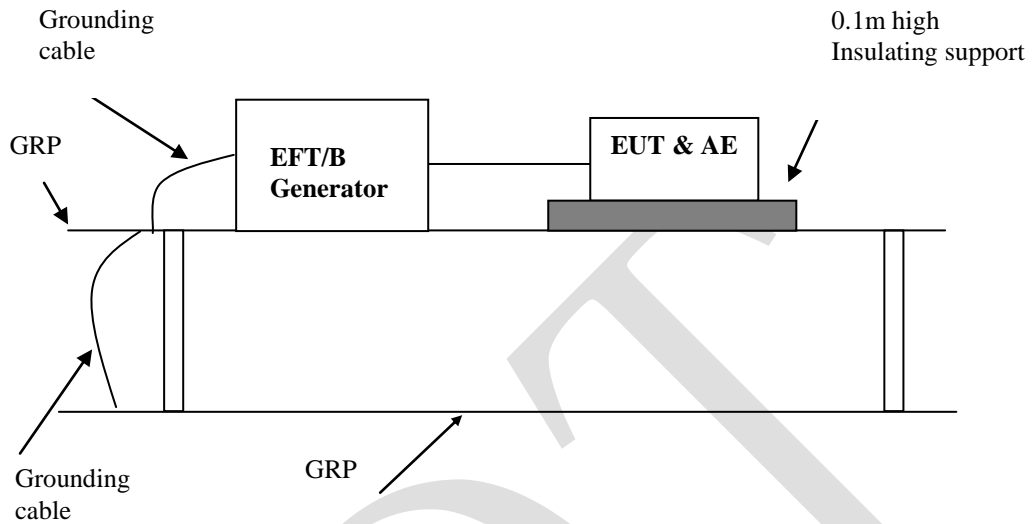 Grounding
cable
0.1m high
Insulating support
GRP
EFT/B
Generator
EUT & AE
Grounding
cable
GRP